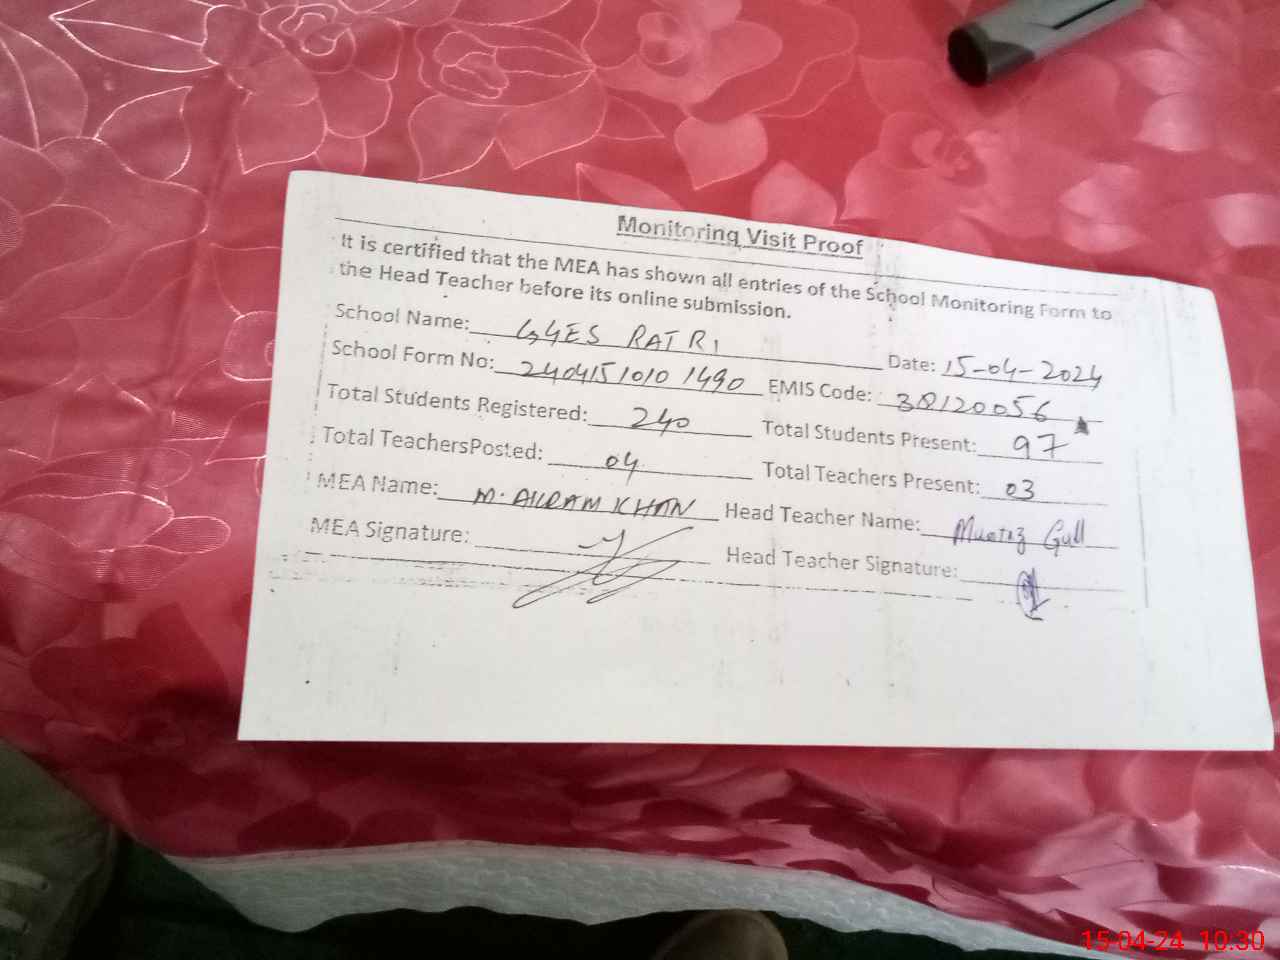 Monitoring Visit Proof
It is certified that the MEA has shown all entries of the School Monitoring Form to
the Head Teacher before its online submission.
School Name: GGES RATRI Date: 15-04-2024
School Form No: 2404151010 1490 EMIS Code: 38120056
Total Students Registered: 240 Total Students Present: 97
Total TeachersPosted: 04 Total Teachers Present: 03
MEA Name: M. AKRAM KHAN Head Teacher Name: Gull
MEA Signature: Head Teacher Signature:
15-04-24 10:30